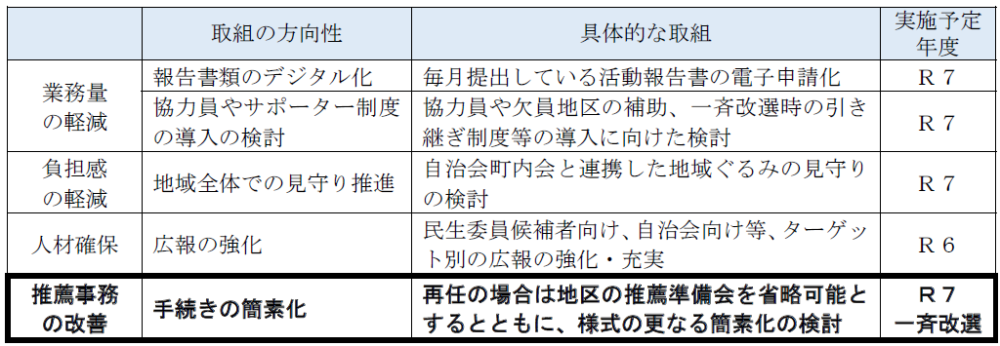 取組の方向性
具体的な取組
実施予定
年度
業務量
の軽減
報告書類のデジタル化
毎月提出している活動報告書の電子申請化
Ｒ７
協力員やサポーター制度
の導入の検討
協力員や欠員地区の補助、一斉改選時の引き
継ぎ制度等の導入に向けた検討
Ｒ７
負担感
の軽減
地域全体での見守り推進
自治会町内会と連携した地域ぐるみの見守り
の検討
Ｒ７
人材確保
広報の強化
民生委員候補者向け、自治会向け等、ターゲッ
ト別の広報の強化・充実
Ｒ６
推薦事務
の改善
手続きの簡素化
再任の場合は地区の推薦準備会を省略可能と
するとともに、様式の更なる簡素化の検討
Ｒ７
一斉改選